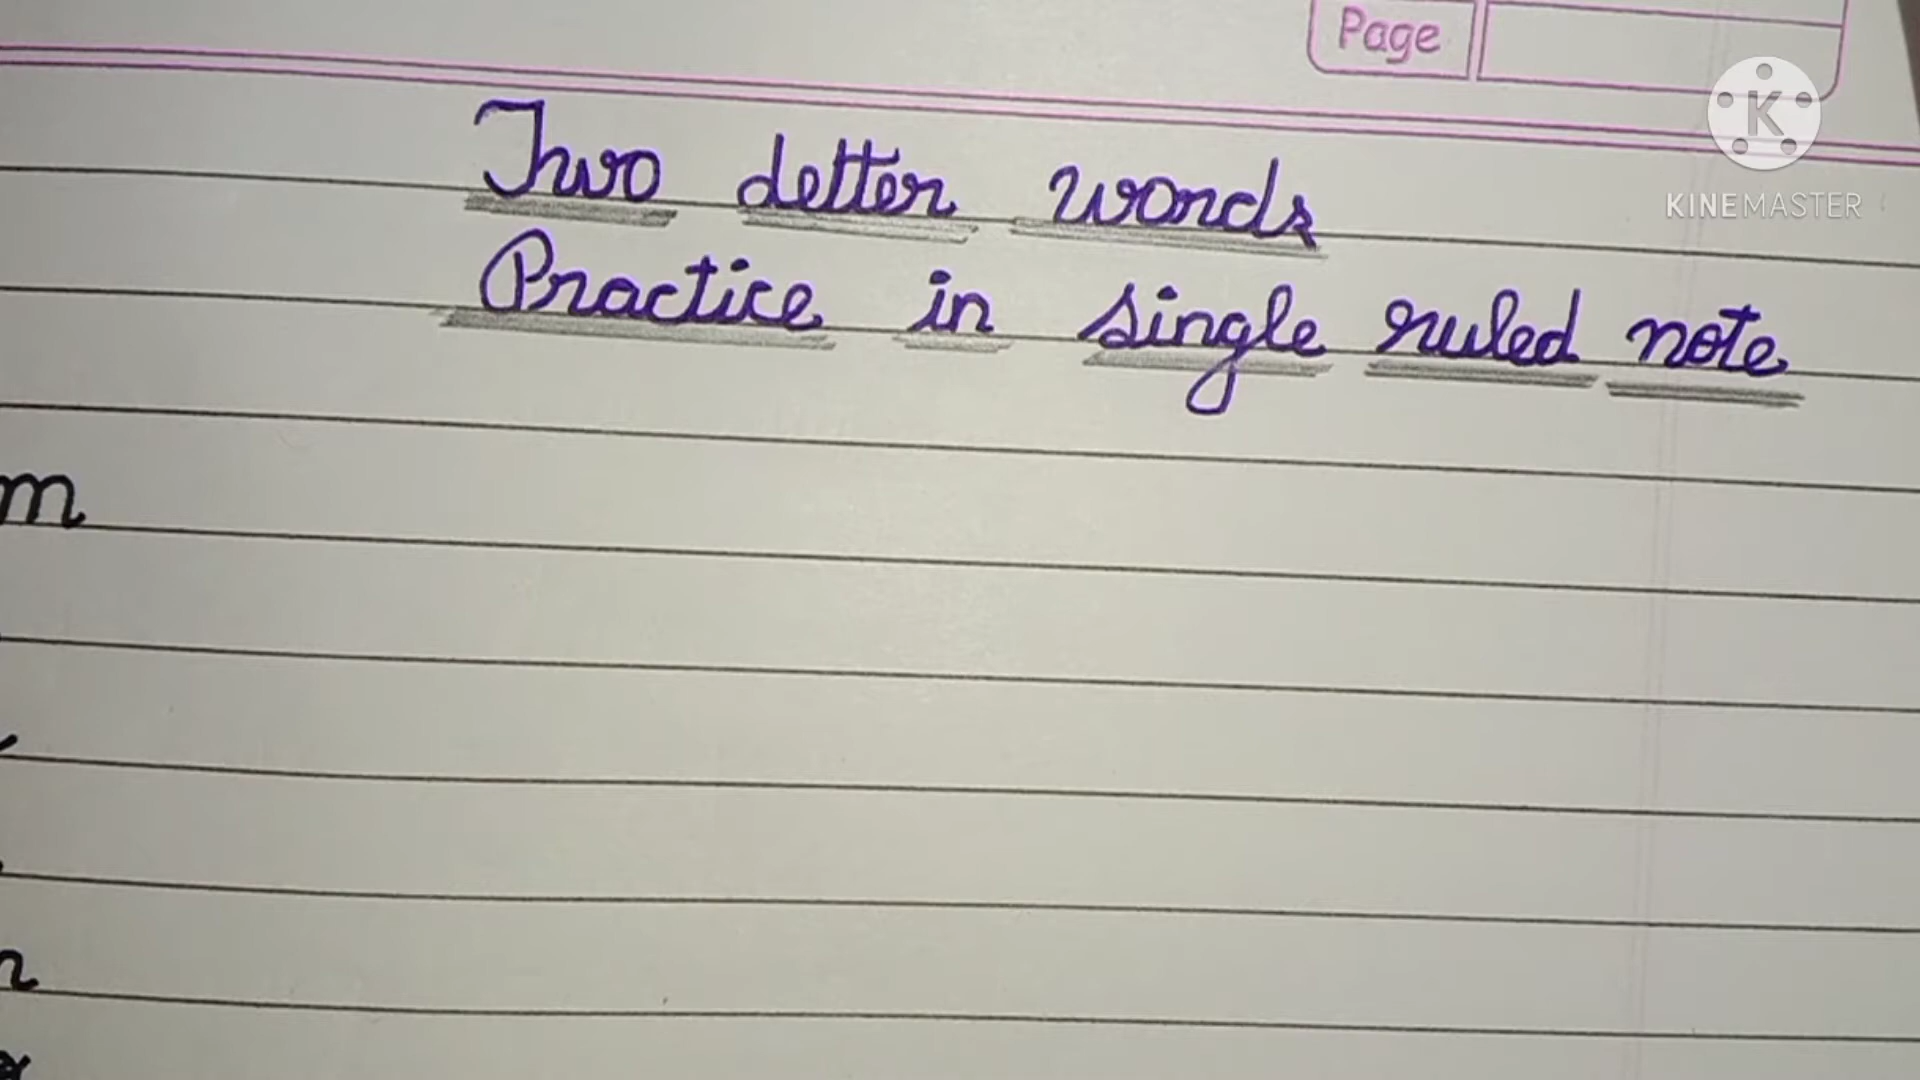 Page
KINEMASTER
Two letter words
Practice in single ruled note
m